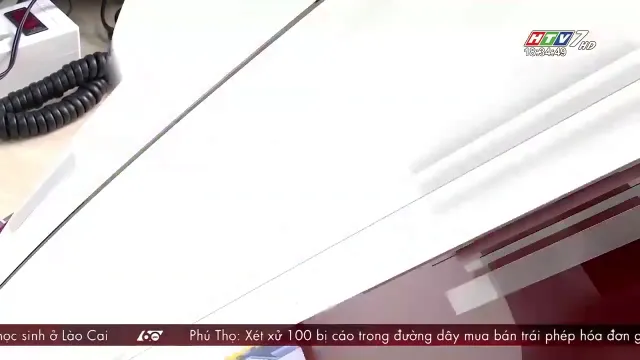 HTV7 HD
18:34:49
học sinh ở Lào Cai 60 Phú Thọ: Xét xử 100 bị cáo trong đường dây mua bán trái phép hóa đơn g